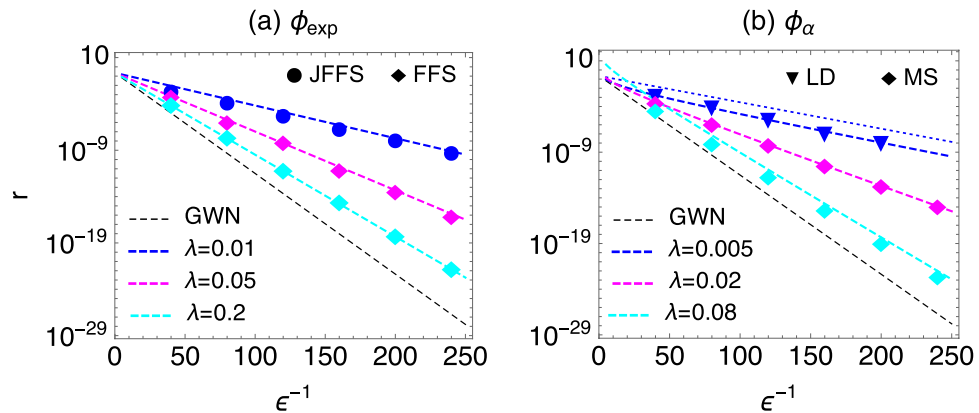 (a) ϕexp
(b) ϕα
10
JFFS
FFS
10⁻⁹
10⁻¹⁹
10⁻²⁹
r
GWN
λ=0.01
λ=0.05
λ=0.2
0 50 100 150 200 250
ϵ⁻¹
10
LD
MS
10⁻⁹
10⁻¹⁹
10⁻²⁹
GWN
λ=0.005
λ=0.02
λ=0.08
0 50 100 150 200 250
ϵ⁻¹